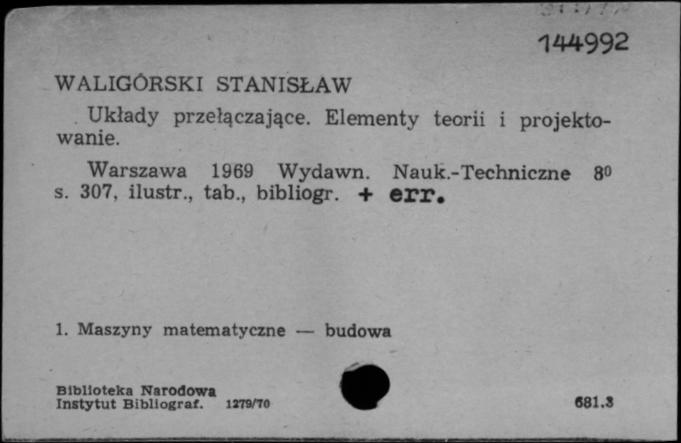 144992
WALIGÓRSKI STANISŁAW
Układy przełączające. Elementy teorii i projekto-
wanie.
Warszawa 1969 Wydawn. Nauk.-Techniczne 8⁰
s. 307, ilustr., tab., bibliogr. + err.
1. Maszyny matematyczne — budowa
Biblioteka Narodowa
Instytut Bibliograf. 1279/70
681.3